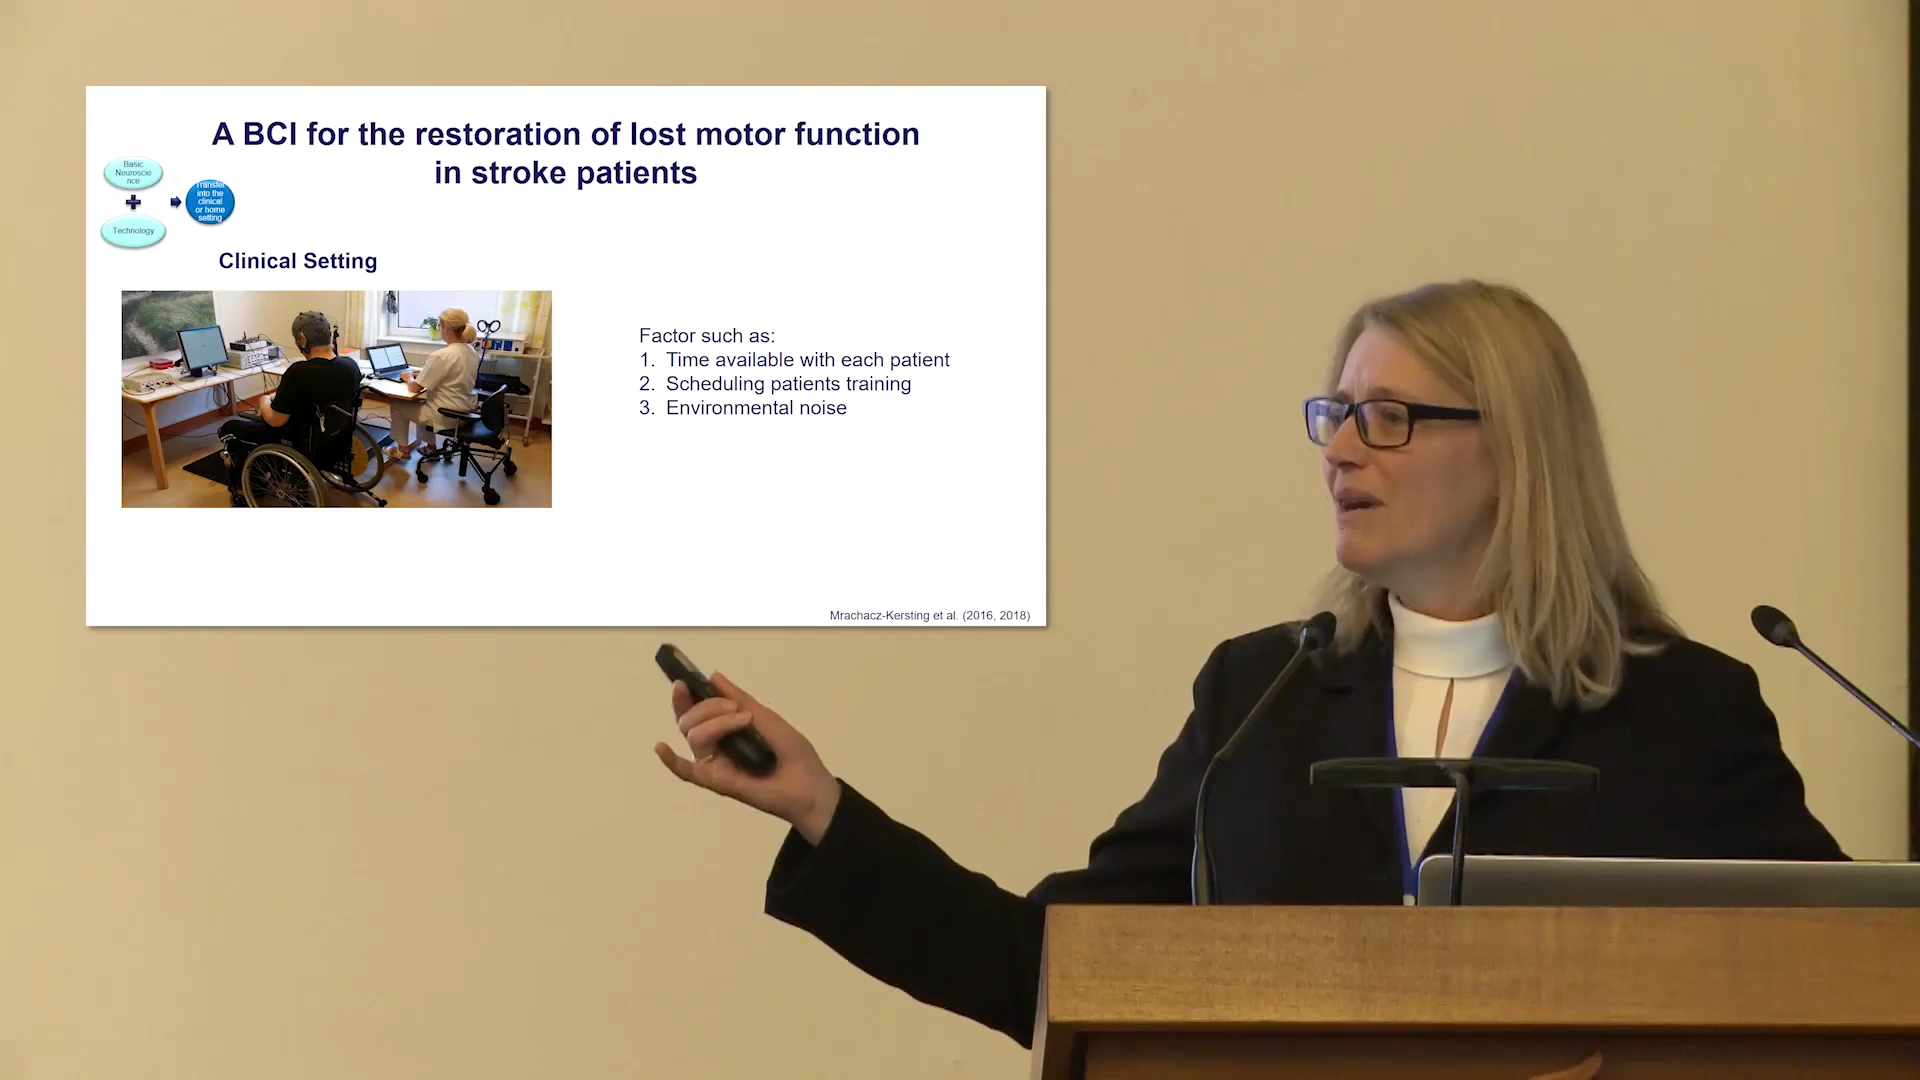 A BCI for the restoration of lost motor function
in stroke patients
Basic
Neuroscie
nce
Technology
Transfer
into the
clinical
or home
setting
Clinical Setting
Factor such as:
1. Time available with each patient
2. Scheduling patients training
3. Environmental noise
Mrachacz-Kersting et al. (2016, 2018)